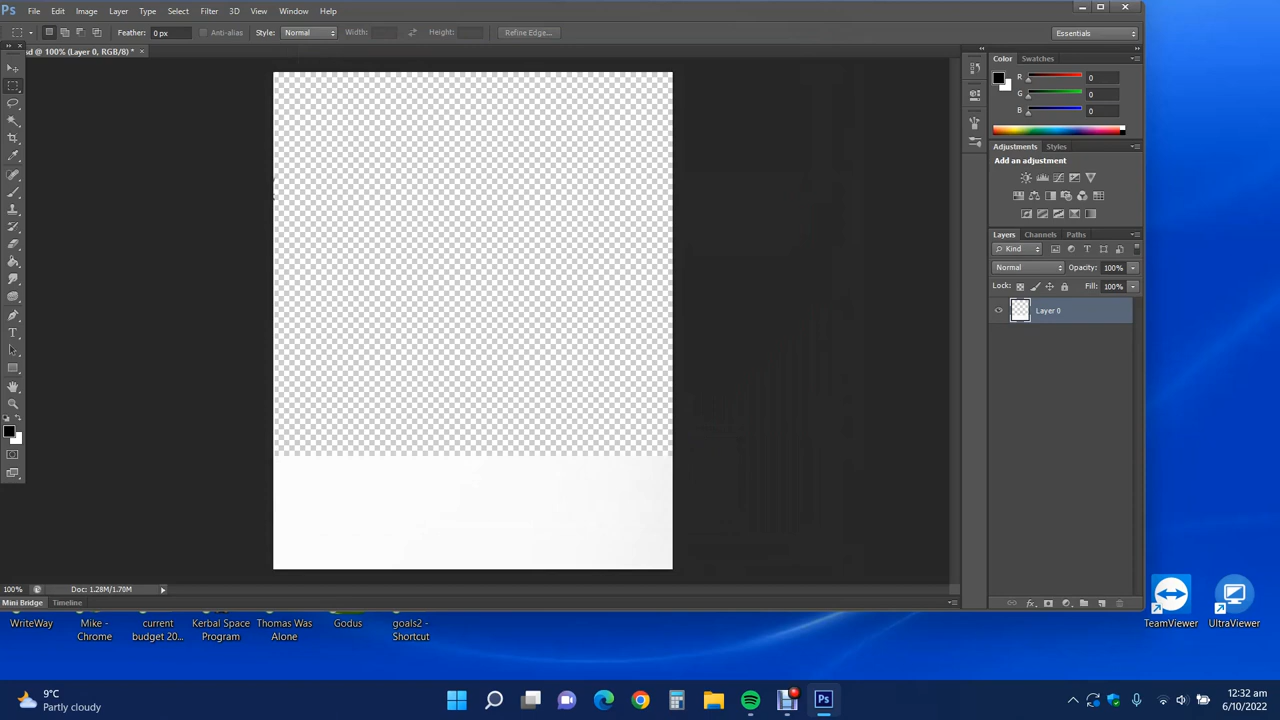 Ps File Edit Image Layer Type Select Filter 3D View Window Help
Feather: 0 px Anti-alias Style: Normal Width: Height: Refine Edge... Essentials
sd @ 100% (Layer 0, RGB/8) * ×
Color Swatches
R 0
G 0
B 0
Adjustments Styles
Add an adjustment
Layers Channels Paths
Kind
Normal Opacity: 100%
Lock: Fill: 100%
Layer 0
100% Doc: 1.28M/1.70M
Mini Bridge Timeline
WriteWay
Mike - Chrome
current budget 20...
Kerbal Space Program
Thomas Was Alone
Godus
goals2 - Shortcut
TeamViewer
UltraViewer
9°C
Partly cloudy
Ps
12:32 am
6/10/2022